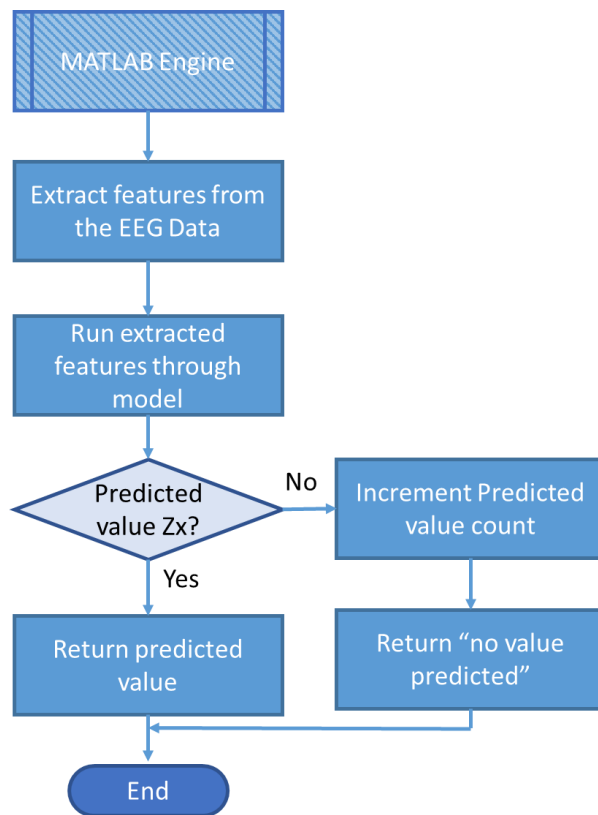 MATLAB Engine
Extract features from
the EEG Data
Run extracted
features through
model
Predicted
value Zx?
No
Increment Predicted
value count
Yes
Return predicted
value
Return “no value
predicted”
End